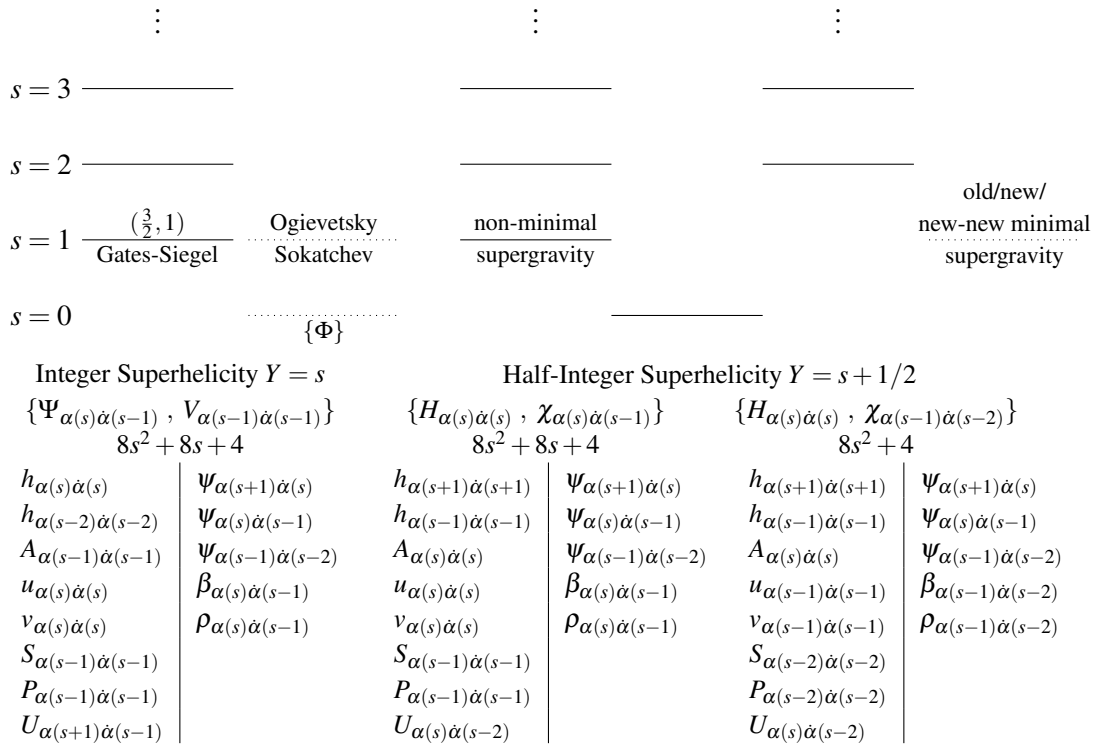 ⋮ ⋮ ⋮
s = 3
s = 2
s = 1
(3/2, 1)
Gates-Siegel
Ogievetsky
Sokatchev
non-minimal
supergravity
old/new/
new-new minimal
supergravity
s = 0
{Φ}
Integer Superhelicity Y = s
{Ψ_{α(s)α̇(s−1)} , V_{α(s−1)α̇(s−1)}}
8s² + 8s + 4
Half-Integer Superhelicity Y = s + 1/2
{H_{α(s)α̇(s)} , χ_{α(s)α̇(s−1)}}
8s² + 8s + 4
{H_{α(s)α̇(s)} , χ_{α(s−1)α̇(s−2)}}
8s² + 4
h_{α(s)α̇(s)} ψ_{α(s+1)α̇(s)}
h_{α(s−2)α̇(s−2)} ψ_{α(s)α̇(s−1)}
A_{α(s−1)α̇(s−1)} ψ_{α(s−1)α̇(s−2)}
u_{α(s)α̇(s)} β_{α(s)α̇(s−1)}
v_{α(s)α̇(s)} ρ_{α(s)α̇(s−1)}
S_{α(s−1)α̇(s−1)}
P_{α(s−1)α̇(s−1)}
U_{α(s+1)α̇(s−1)}
h_{α(s+1)α̇(s+1)} ψ_{α(s+1)α̇(s)}
h_{α(s−1)α̇(s−1)} ψ_{α(s)α̇(s−1)}
A_{α(s)α̇(s)} ψ_{α(s−1)α̇(s−2)}
u_{α(s)α̇(s)} β_{α(s)α̇(s−1)}
v_{α(s)α̇(s)} ρ_{α(s)α̇(s−1)}
S_{α(s−1)α̇(s−1)}
P_{α(s−1)α̇(s−1)}
U_{α(s)α̇(s−2)}
h_{α(s+1)α̇(s+1)} ψ_{α(s+1)α̇(s)}
h_{α(s−1)α̇(s−1)} ψ_{α(s)α̇(s−1)}
A_{α(s)α̇(s)} ψ_{α(s−1)α̇(s−2)}
u_{α(s−1)α̇(s−1)} β_{α(s−1)α̇(s−2)}
v_{α(s−1)α̇(s−1)} ρ_{α(s−1)α̇(s−2)}
S_{α(s−2)α̇(s−2)}
P_{α(s−2)α̇(s−2)}
U_{α(s)α̇(s−2)}